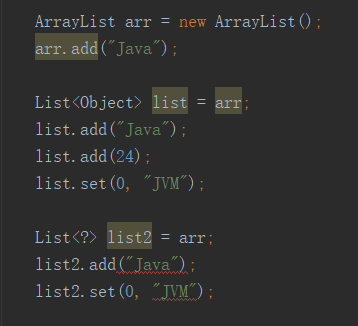 ArrayList arr = new ArrayList();
arr.add("Java");
List<Object> list = arr;
list.add("Java");
list.add(24);
list.set(0, "JVM");
List<?> list2 = arr;
list2.add("Java");
list2.set(0, "JVM");